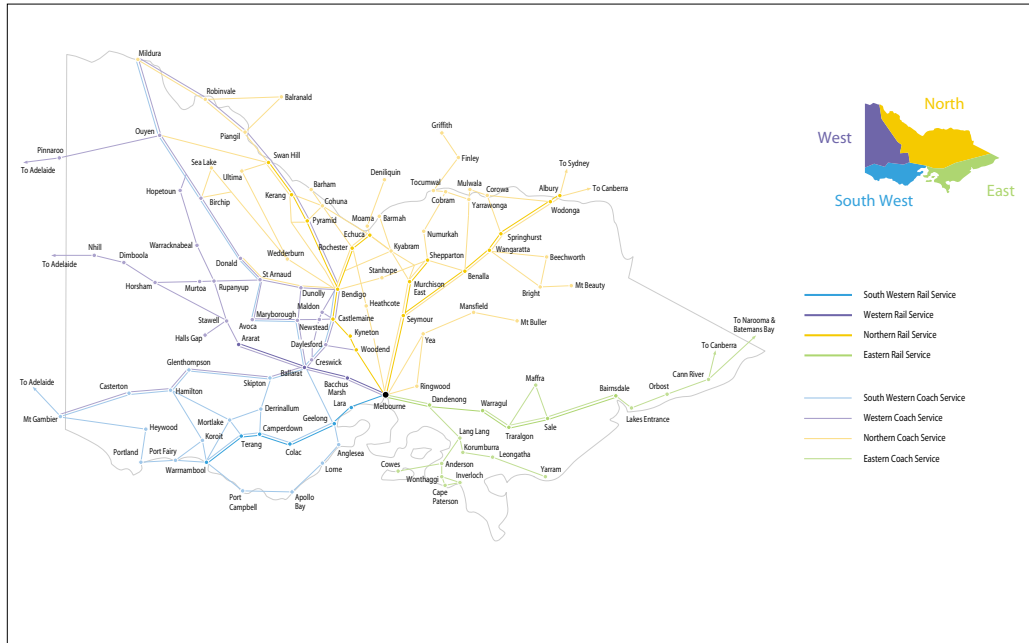 Mildura
Robinvale
Balranald
Ouyen
Piangil
Griffith
Pinnaroo
To Adelaide
Sea Lake
Swan Hill
Ultima
Finley
Deniliquin
Hopetoun
Birchip
Kerang
Barham
Cohuna
Tocumwal
Mulwala
Corowa
Cobram
Yarrawonga
Albury
To Sydney
To Canberra
Wodonga
Pyramid
Moama
Barmah
Echuca
Numurkah
Springhurst
Warracknabeal
Rochester
Kyabram
Shepparton
Wangaratta
Nhill
To Adelaide
Dimboola
Donald
Wedderburn
Stanhope
Benalla
Beechworth
St Arnaud
Horsham
Murtoa
Rupanyup
Dunolly
Bendigo
Murchison
East
Bright
Mt Beauty
Maldon
Heathcote
Stawell
Avoca
Maryborough
Newstead
Castlemaine
Seymour
Mansfield
Mt Buller
Halls Gap
Ararat
Daylesford
Kyneton
Woodend
Yea
Glenthompson
Creswick
Ballarat
Bacchus
Marsh
Ringwood
To Adelaide
Casterton
Hamilton
Skipton
Lara
Melbourne
Dandenong
Maffra
Warragul
Bairnsdale
Orbost
Cann River
To Canberra
To Narooma &
Batemans Bay
Mt Gambier
Heywood
Mortlake
Derrinallum
Geelong
Koroit
Camperdown
Traralgon
Sale
Lakes Entrance
Portland
Port Fairy
Warrnambool
Terang
Colac
Anglesea
Lorne
Lang Lang
Korumburra
Leongatha
Cowes
Anderson
Inverloch
Yarram
Wonthaggi
Cape
Paterson
Port
Campbell
Apollo
Bay
North
West
South West
East
South Western Rail Service
Western Rail Service
Northern Rail Service
Eastern Rail Service
South Western Coach Service
Western Coach Service
Northern Coach Service
Eastern Coach Service